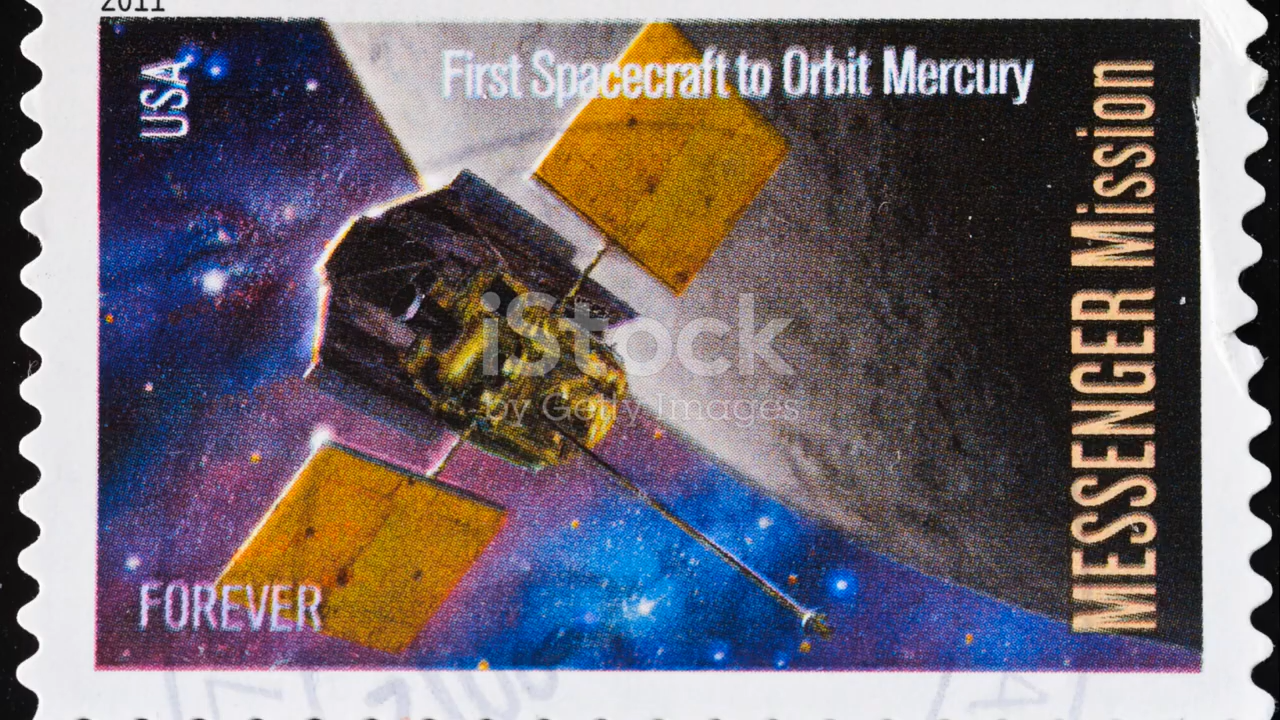 2011
USA
First Spacecraft to Orbit Mercury
MESSENGER Mission
iStock
by Getty Images
FOREVER